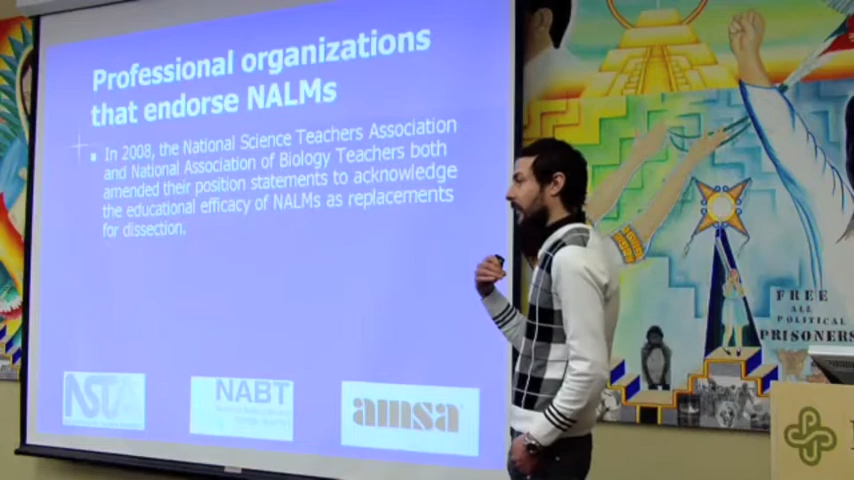 Professional organizations
that endorse NALMs
In 2008, the National Science Teachers Association
and National Association of Biology Teachers both
amended their position statements to acknowledge
the educational efficacy of NALMs as replacements
for dissection.
NSTA
NABT
amsa
FREE
ALL
POLITICAL
PRISONERS